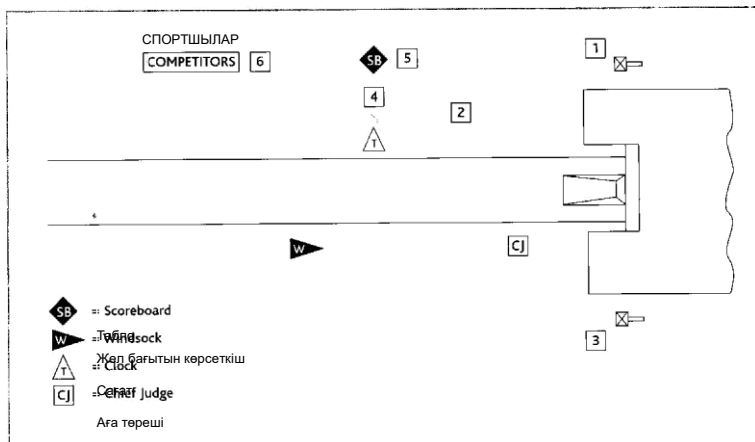 СПОРТШЫЛАР
COMPETITORS 6
SB 5
1
4
2
T
W
CJ
3
SB = Scoreboard
Табло
W = Windsock
Жел бағытын көрсеткіш
T = Clock
Сағат
CJ = Chief Judge
Аға төреші